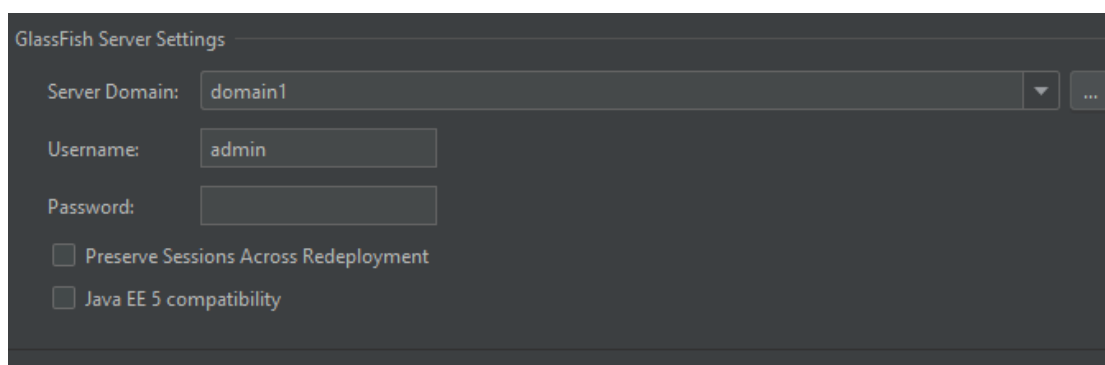 GlassFish Server Settings
Server Domain: domain1 ...
Username: admin
Password:
Preserve Sessions Across Redeployment
Java EE 5 compatibility